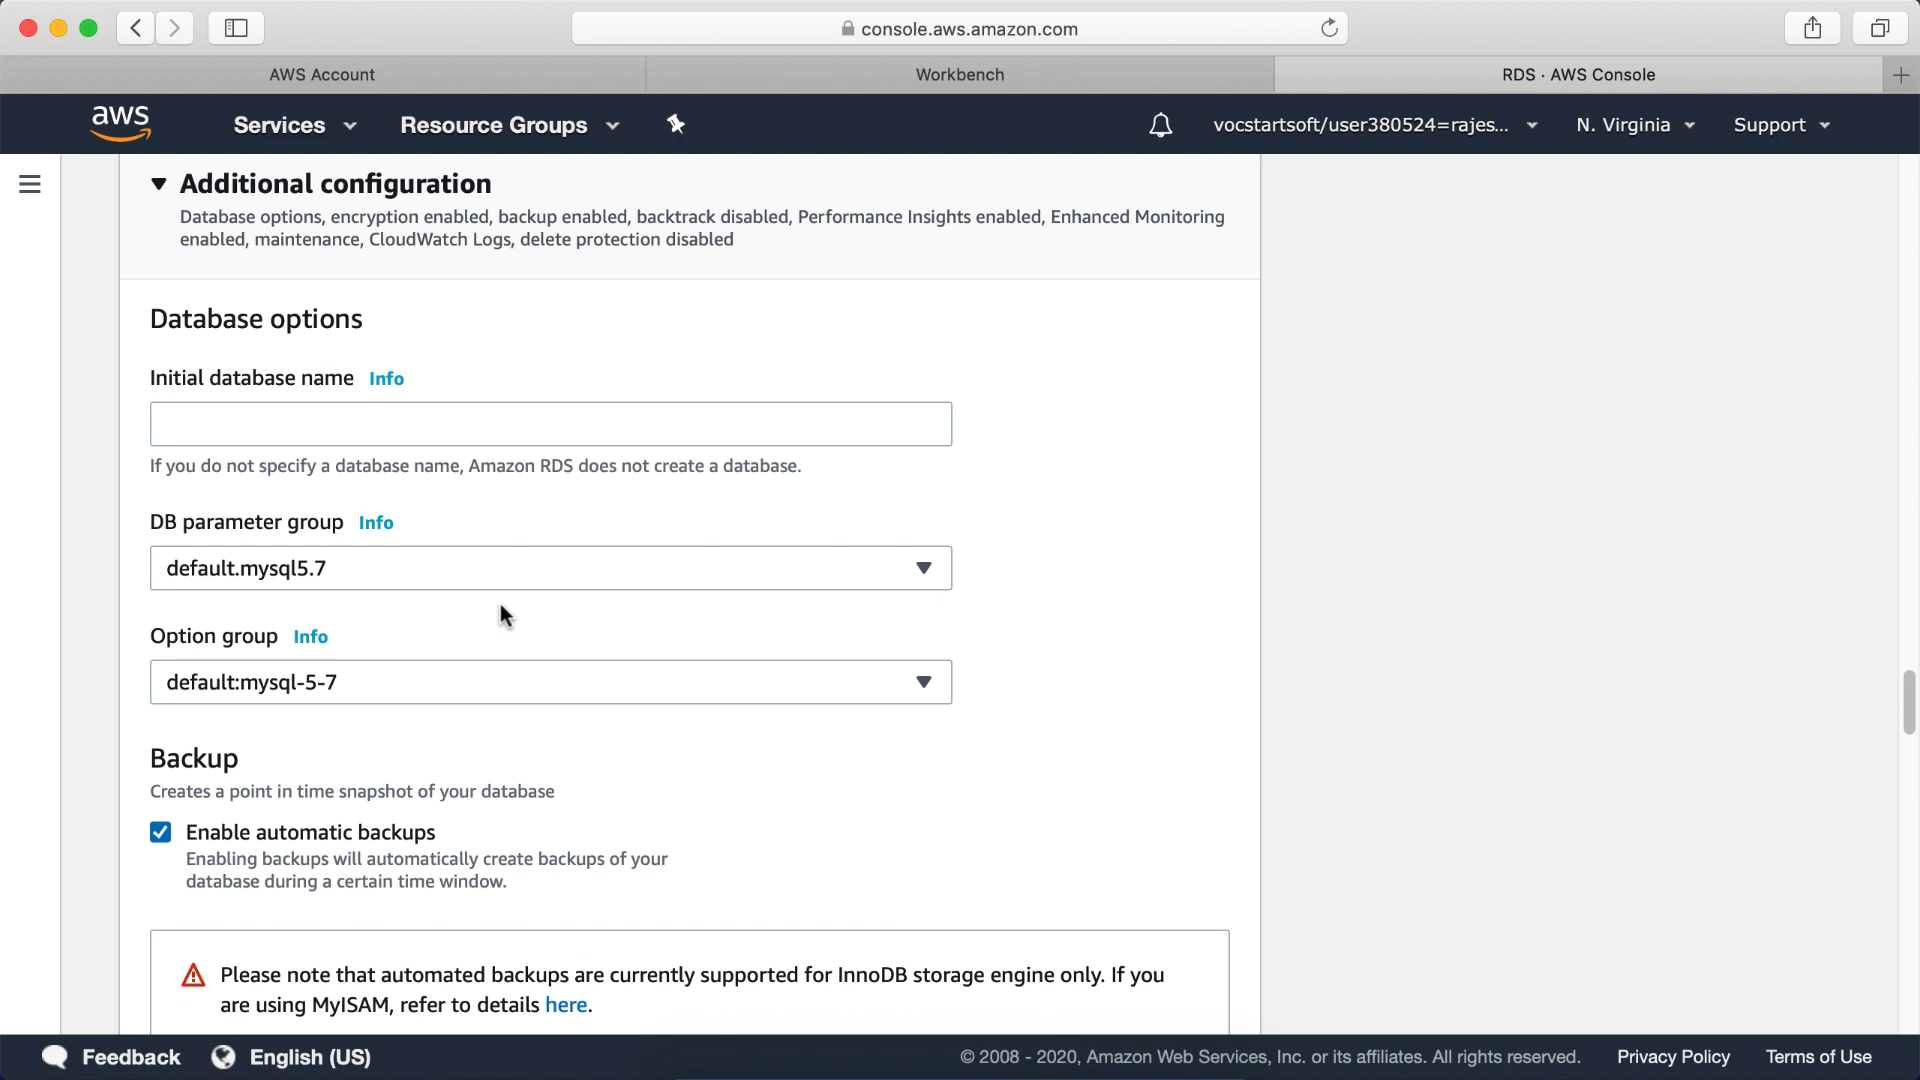 console.aws.amazon.com
AWS Account
Workbench
RDS · AWS Console
aws
Services
Resource Groups
vocstartsoft/user380524=rajes...
N. Virginia
Support
Additional configuration
Database options, encryption enabled, backup enabled, backtrack disabled, Performance Insights enabled, Enhanced Monitoring
enabled, maintenance, CloudWatch Logs, delete protection disabled
Database options
Initial database name Info
If you do not specify a database name, Amazon RDS does not create a database.
DB parameter group Info
default.mysql5.7
Option group Info
default:mysql-5-7
Backup
Creates a point in time snapshot of your database
Enable automatic backups
Enabling backups will automatically create backups of your
database during a certain time window.
Please note that automated backups are currently supported for InnoDB storage engine only. If you
are using MyISAM, refer to details here.
Feedback
English (US)
© 2008 - 2020, Amazon Web Services, Inc. or its affiliates. All rights reserved.
Privacy Policy
Terms of Use